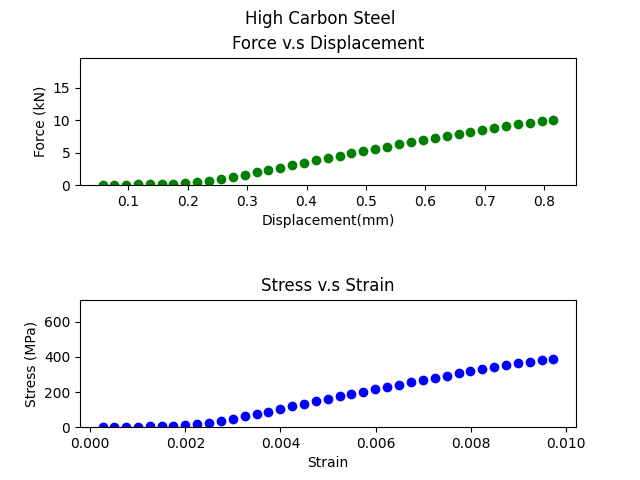 High Carbon Steel
Force v.s Displacement
Force (kN)
15
10
5
0
0.1 0.2 0.3 0.4 0.5 0.6 0.7 0.8
Displacement(mm)
Stress v.s Strain
Stress (MPa)
600
400
200
0
0.000 0.002 0.004 0.006 0.008 0.010
Strain